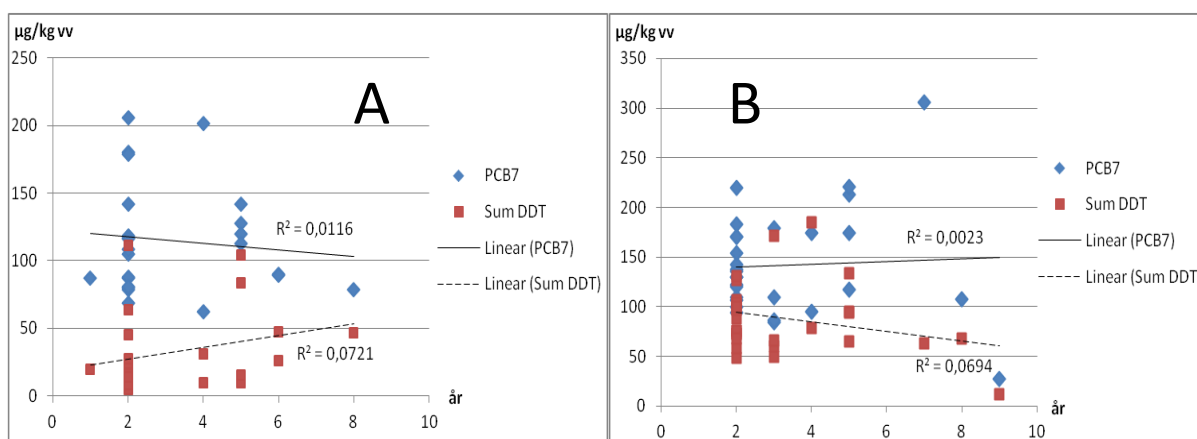 µg/kg vv
250
200
150
100
50
0
0 2 4 6 8 10
år
A
R² = 0,0116
R² = 0,0721
PCB7
Sum DDT
Linear (PCB7)
Linear (Sum DDT)
µg/kg vv
350
300
250
200
150
100
50
0
0 2 4 6 8 10
år
B
R² = 0,0023
R² = 0,0694
PCB7
Sum DDT
Linear (PCB7)
Linear (Sum DDT)